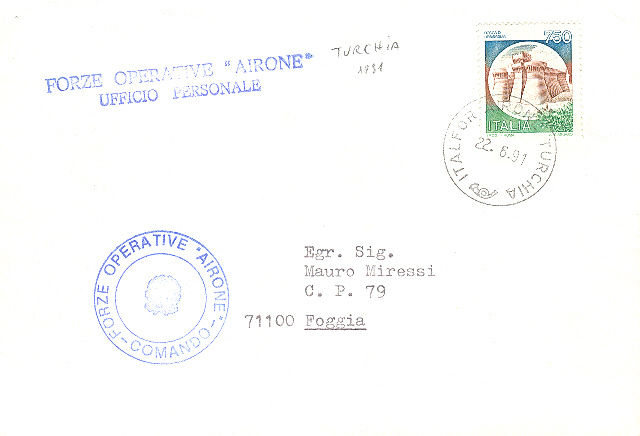 FORZE OPERATIVE "AIRONE"
UFFICIO PERSONALE
TURCHIA
1991
750
ITALIA
ITALFOR AIRONE TURCHIA
22.6.91
FORZE OPERATIVE "AIRONE"
-COMANDO-
Egr. Sig.
Mauro Miressi
C. P. 79
71100 Foggia